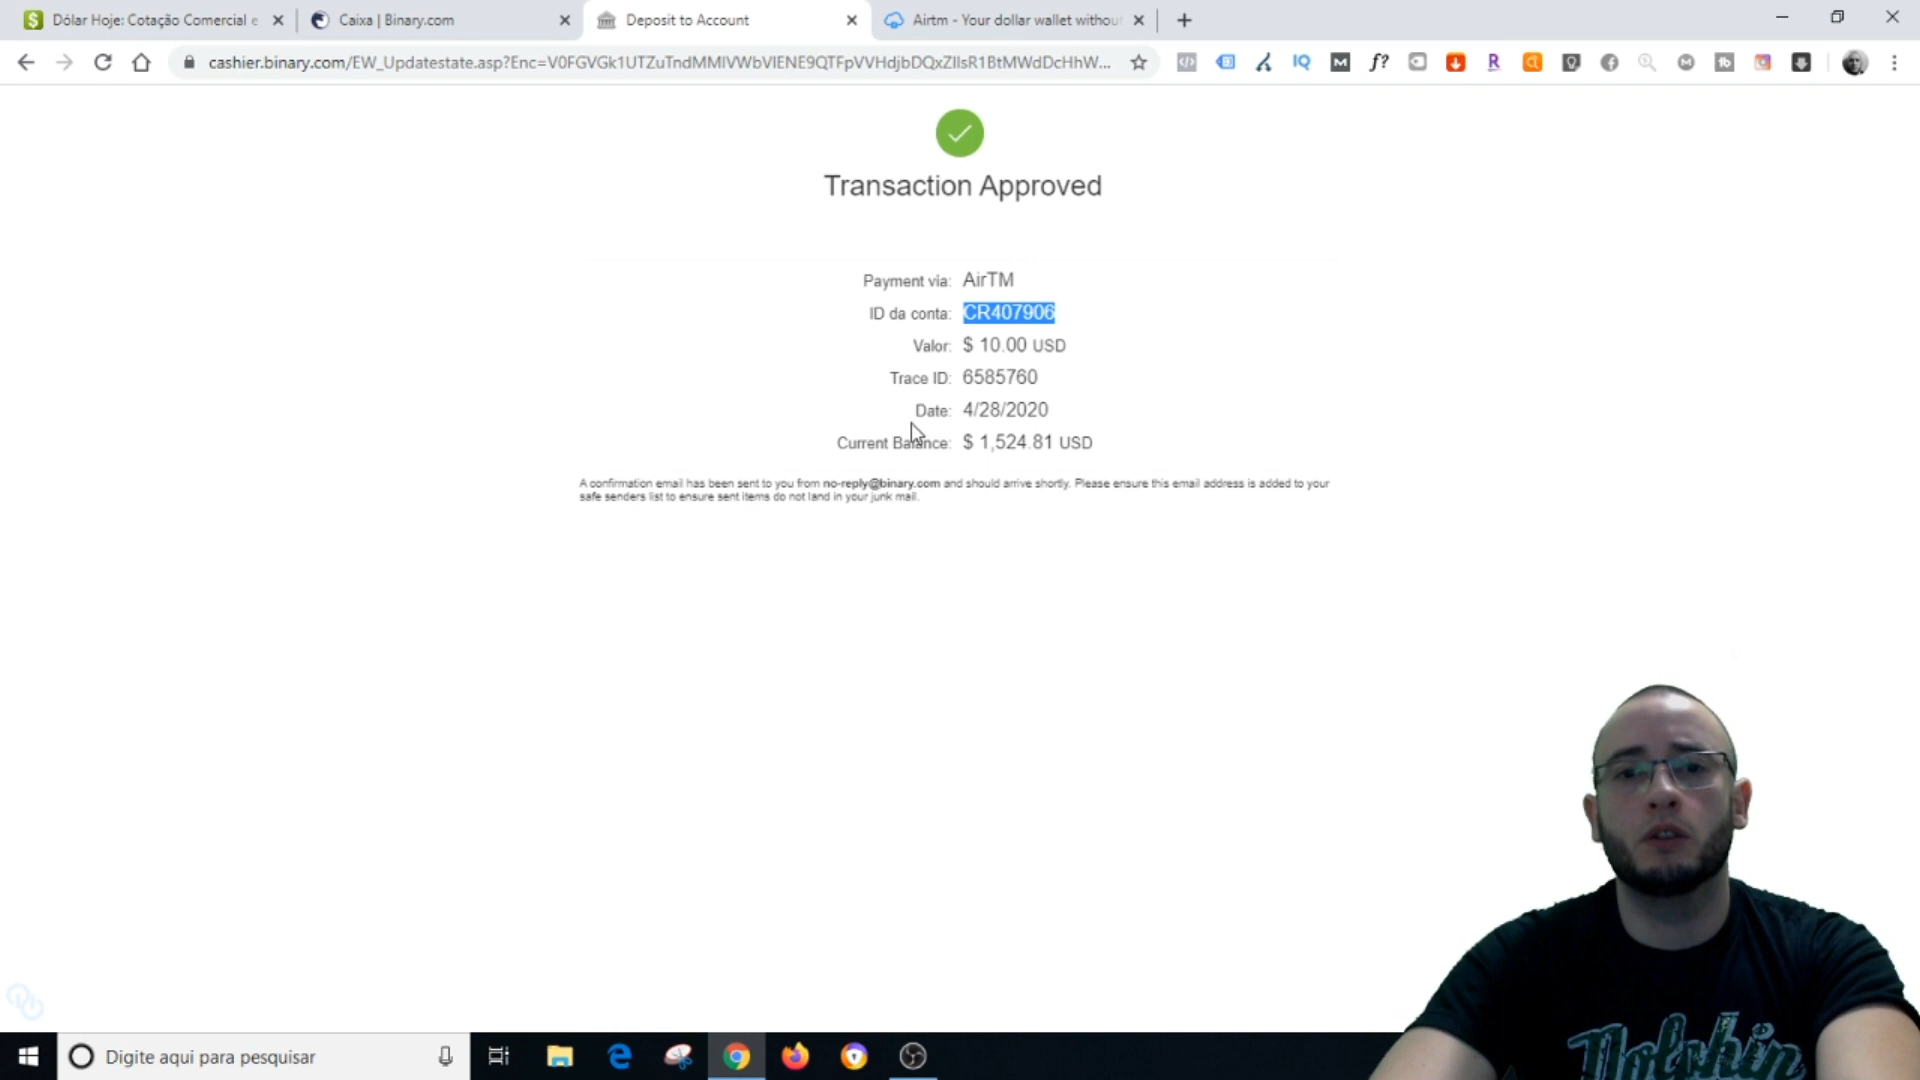 Dólar Hoje: Cotação Comercial e
Caixa | Binary.com
Deposit to Account
Airtm - Your dollar wallet withou
cashier.binary.com/EW_Updatestate.asp?Enc=
Transaction Approved
Payment via: AirTM
ID da conta: CR407906
Valor: $ 10.00 USD
Trace ID: 6585760
Date: 4/28/2020
Current Balance: $ 1,524.81 USD
A confirmation email has been sent to you from no-reply@binary.com and should arrive shortly. Please ensure this email address is added to your
safe senders list to ensure sent items do not land in your junk mail.
Digite aqui para pesquisar
Dolphin